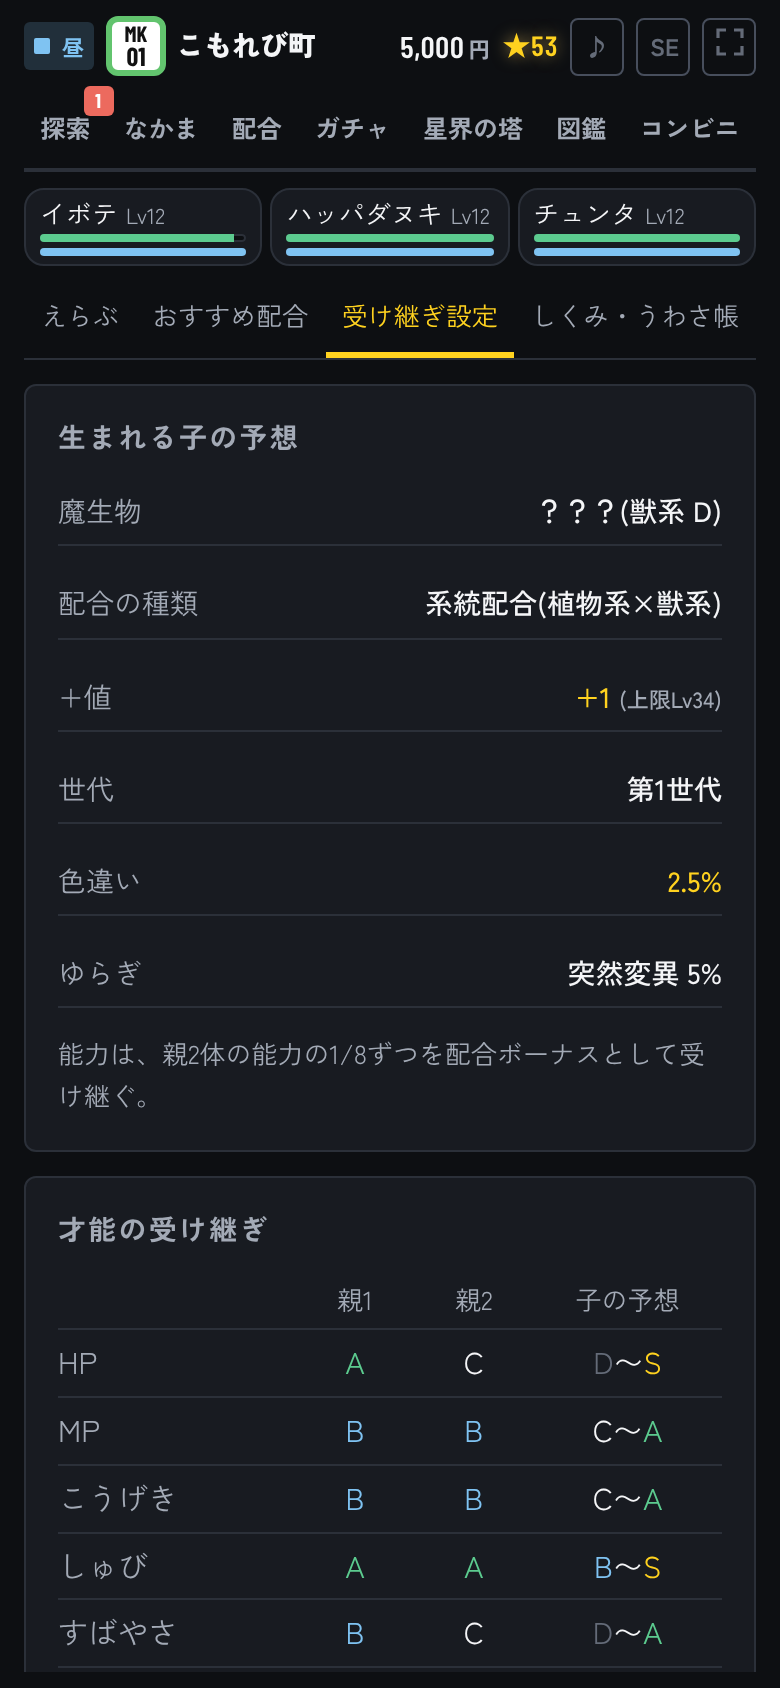 昼 MK 01 こもれび町 5,000 円 ★53 ♪ SE
1
探索 なかま 配合 ガチャ 星界の塔 図鑑 コンビニ
イボテ Lv12 ハッパダヌキ Lv12 チュンタ Lv12
えらぶ おすすめ配合 受け継ぎ設定 しくみ・うわさ帳
生まれる子の予想
魔生物 ？？？(獣系 D)
配合の種類 系統配合(植物系×獣系)
＋値 ＋1 (上限Lv34)
世代 第1世代
色違い 2.5%
ゆらぎ 突然変異 5%
能力は、親2体の能力の1/8ずつを配合ボーナスとして受
け継ぐ。
才能の受け継ぎ
親1 親2 子の予想
HP A C D〜S
MP B B C〜A
こうげき B B C〜A
しゅび A A B〜S
すばやさ B C D〜A